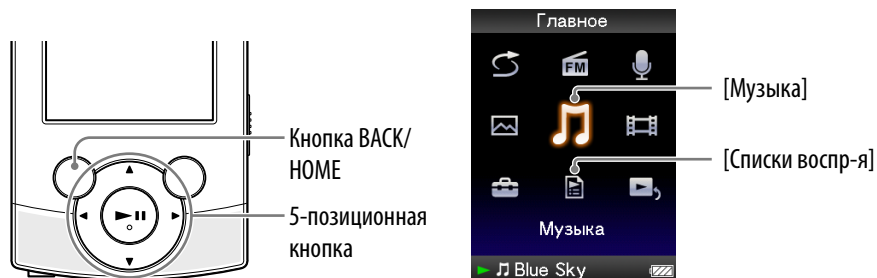 Главное
FM
[Музыка]
Кнопка BACK/
HOME
[Списки воспр-я]
5-позиционная
кнопка
Музыка
Blue Sky